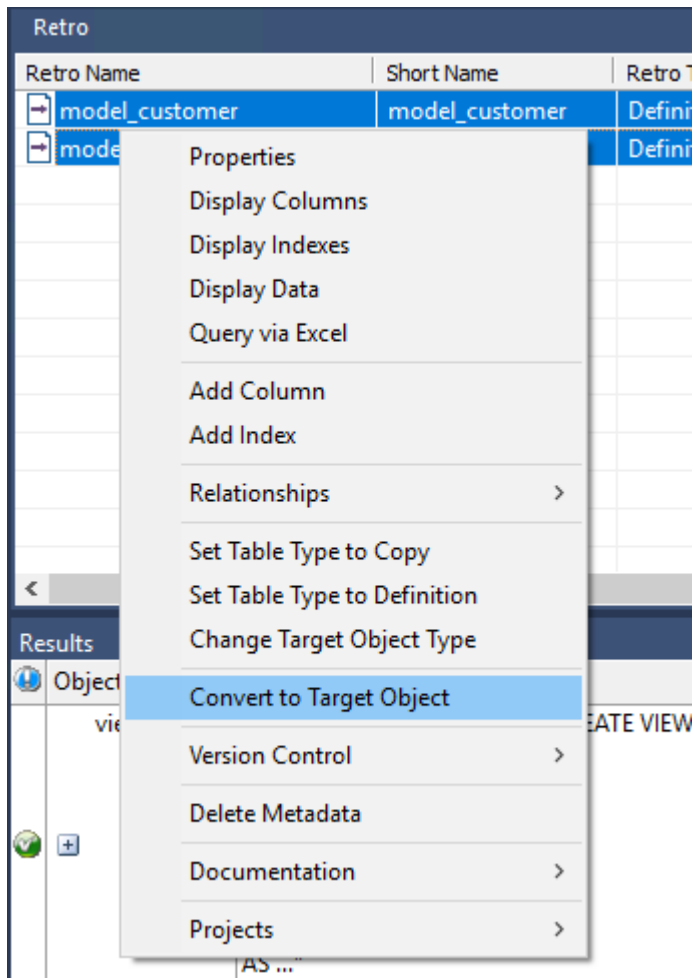 Retro
Retro Name Short Name Retro T
model_customer model_customer Defini
mode Defini
Properties
Display Columns
Display Indexes
Display Data
Query via Excel
Add Column
Add Index
Relationships
Set Table Type to Copy
Set Table Type to Definition
Change Target Object Type
Results
Object
Convert to Target Object
vie EATE VIEW
Version Control
Delete Metadata
Documentation
Projects
AS ..."